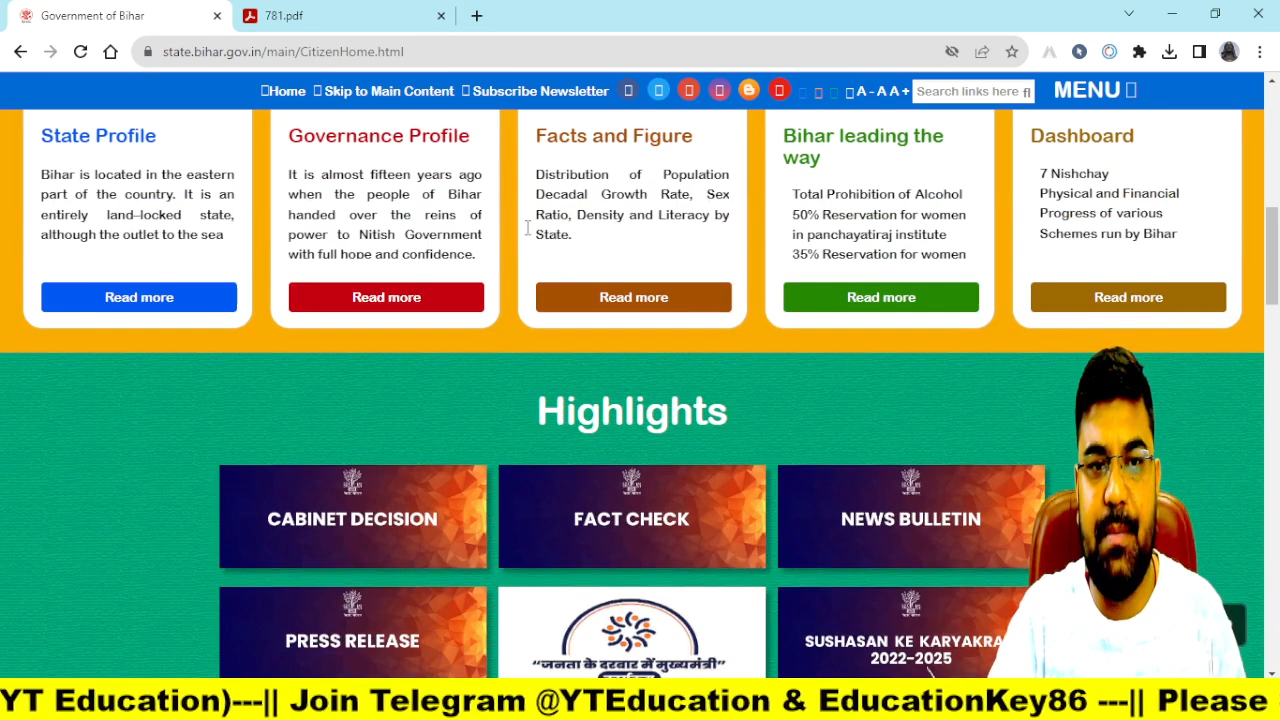 Government of Bihar
781.pdf
state.bihar.gov.in/main/CitizenHome.html
Home Skip to Main Content Subscribe Newsletter A - A A + Search links here MENU
State Profile
Bihar is located in the eastern
part of the country. It is an
entirely land–locked state,
although the outlet to the sea
Read more
Governance Profile
It is almost fifteen years ago
when the people of Bihar
handed over the reins of
power to Nitish Government
with full hope and confidence.
Read more
Facts and Figure
Distribution of Population
Decadal Growth Rate, Sex
Ratio, Density and Literacy by
State.
Read more
Bihar leading the
way
Total Prohibition of Alcohol
50% Reservation for women
in panchayatiraj institute
35% Reservation for women
Read more
Dashboard
7 Nishchay
Physical and Financial
Progress of various
Schemes run by Bihar
Read more
Highlights
CABINET DECISION
FACT CHECK
NEWS BULLETIN
PRESS RELEASE
“जनता के दरबार में मुख्यमंत्री”
SUSHASAN KE KARYAKRA
2022-2025
YT Education)---|| Join Telegram @YTEducation & EducationKey86 ---|| Please